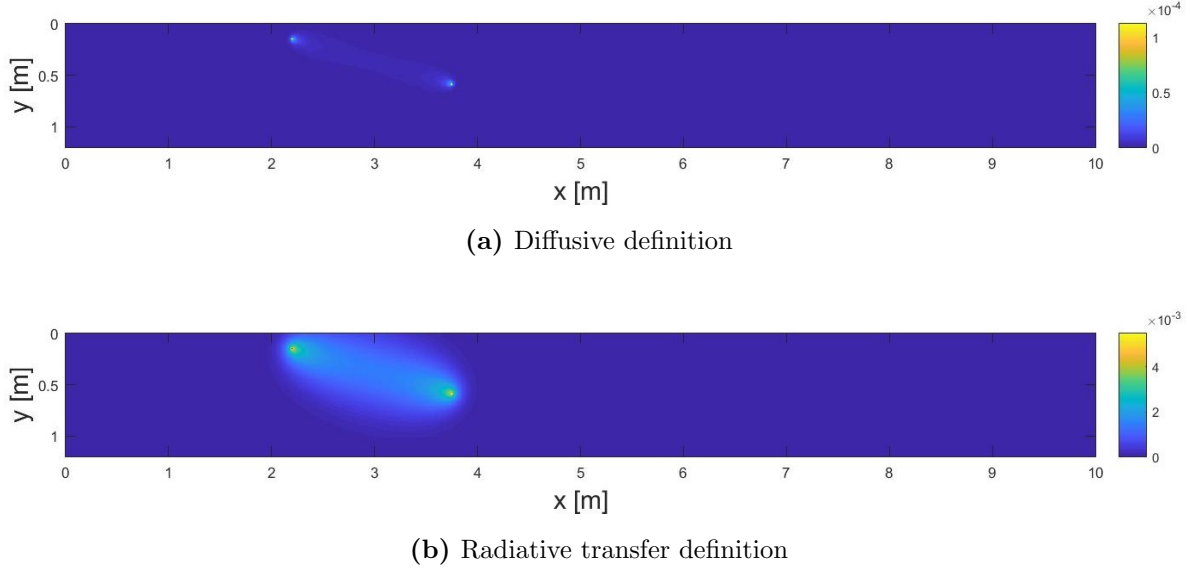 ×10⁻⁴
0
0.5
1
y [m]
1
0.5
0
0 1 2 3 4 5 6 7 8 9 10
x [m]
(a) Diffusive definition
×10⁻³
0
0.5
1
y [m]
4
2
0
0 1 2 3 4 5 6 7 8 9 10
x [m]
(b) Radiative transfer definition